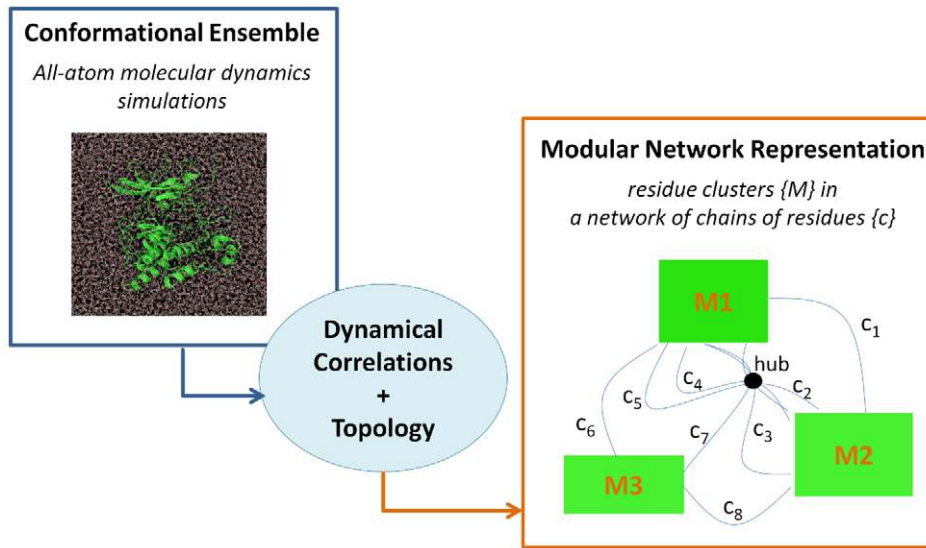 Conformational Ensemble
All-atom molecular dynamics
simulations
Dynamical
Correlations
+
Topology
Modular Network Representation
residue clusters {M} in
a network of chains of residues {c}
M1
c₁
hub
c₄
c₂
c₅
c₆
c₇
c₃
M2
M3
c₈